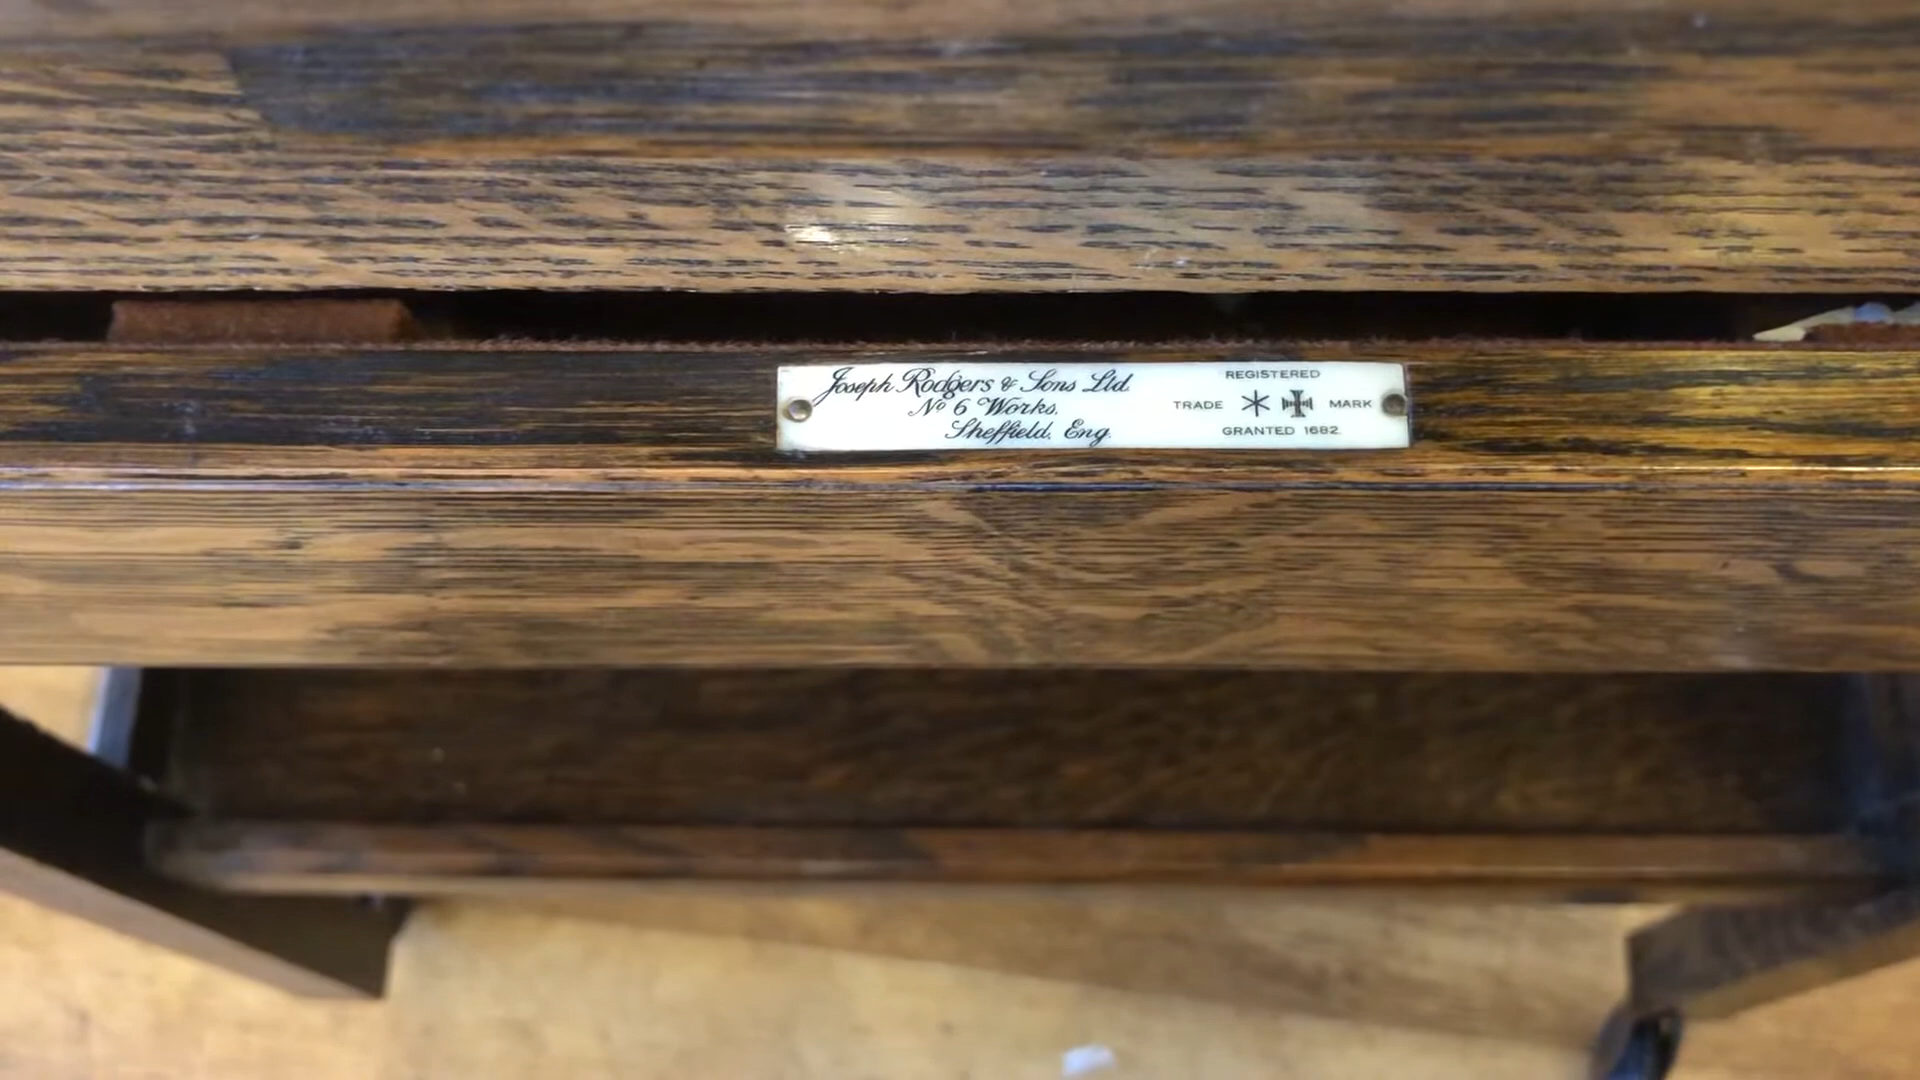 Joseph Rodgers & Sons Ltd.
No 6 Works.
Sheffield. Eng.
REGISTERED
TRADE MARK
GRANTED 1682.